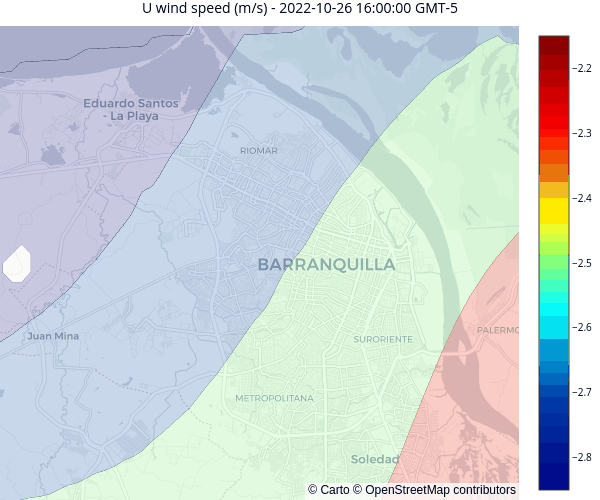 U wind speed (m/s) - 2022-10-26 16:00:00 GMT-5
Eduardo Santos
- La Playa
RIOMAR
BARRANQUILLA
Juan Mina
SURORIENTE
PALERMO
METROPOLITANA
Soledad
© Carto © OpenStreetMap contributors
−2.2
−2.3
−2.4
−2.5
−2.6
−2.7
−2.8